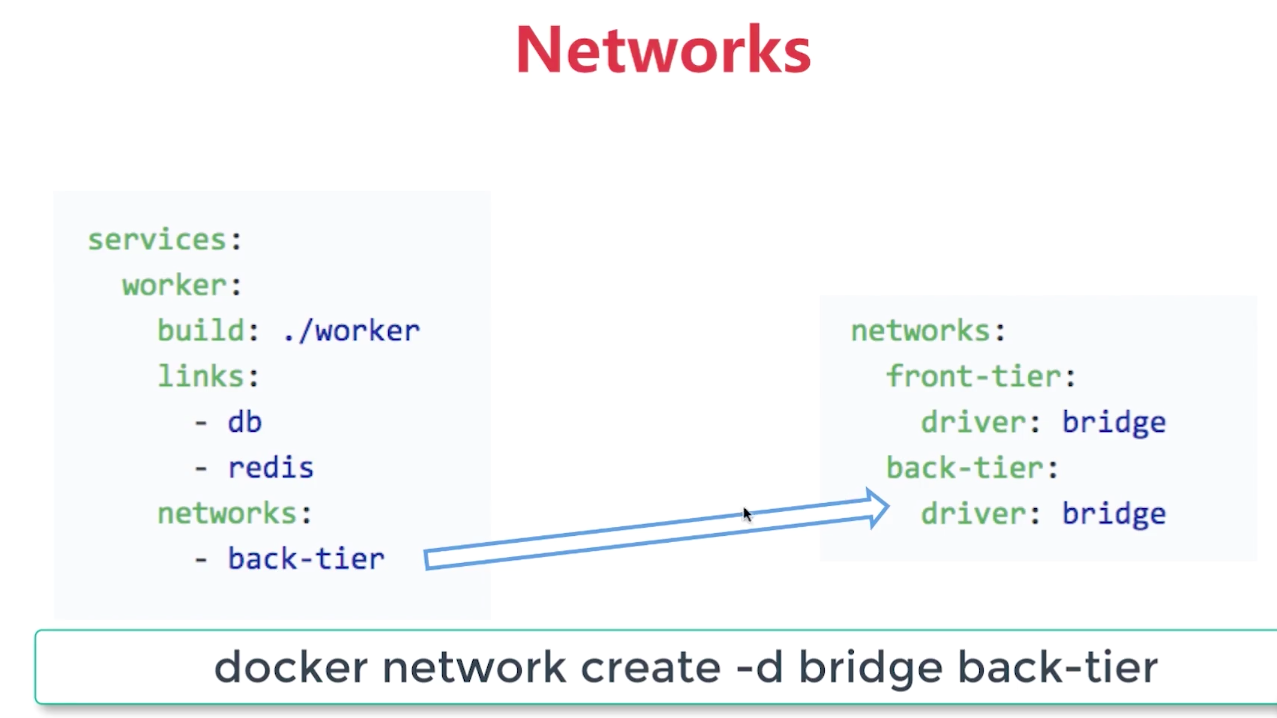 Networks
services:
  worker:
    build: ./worker
    links:
      - db
      - redis
    networks:
      - back-tier
networks:
  front-tier:
    driver: bridge
  back-tier:
    driver: bridge
docker network create -d bridge back-tier